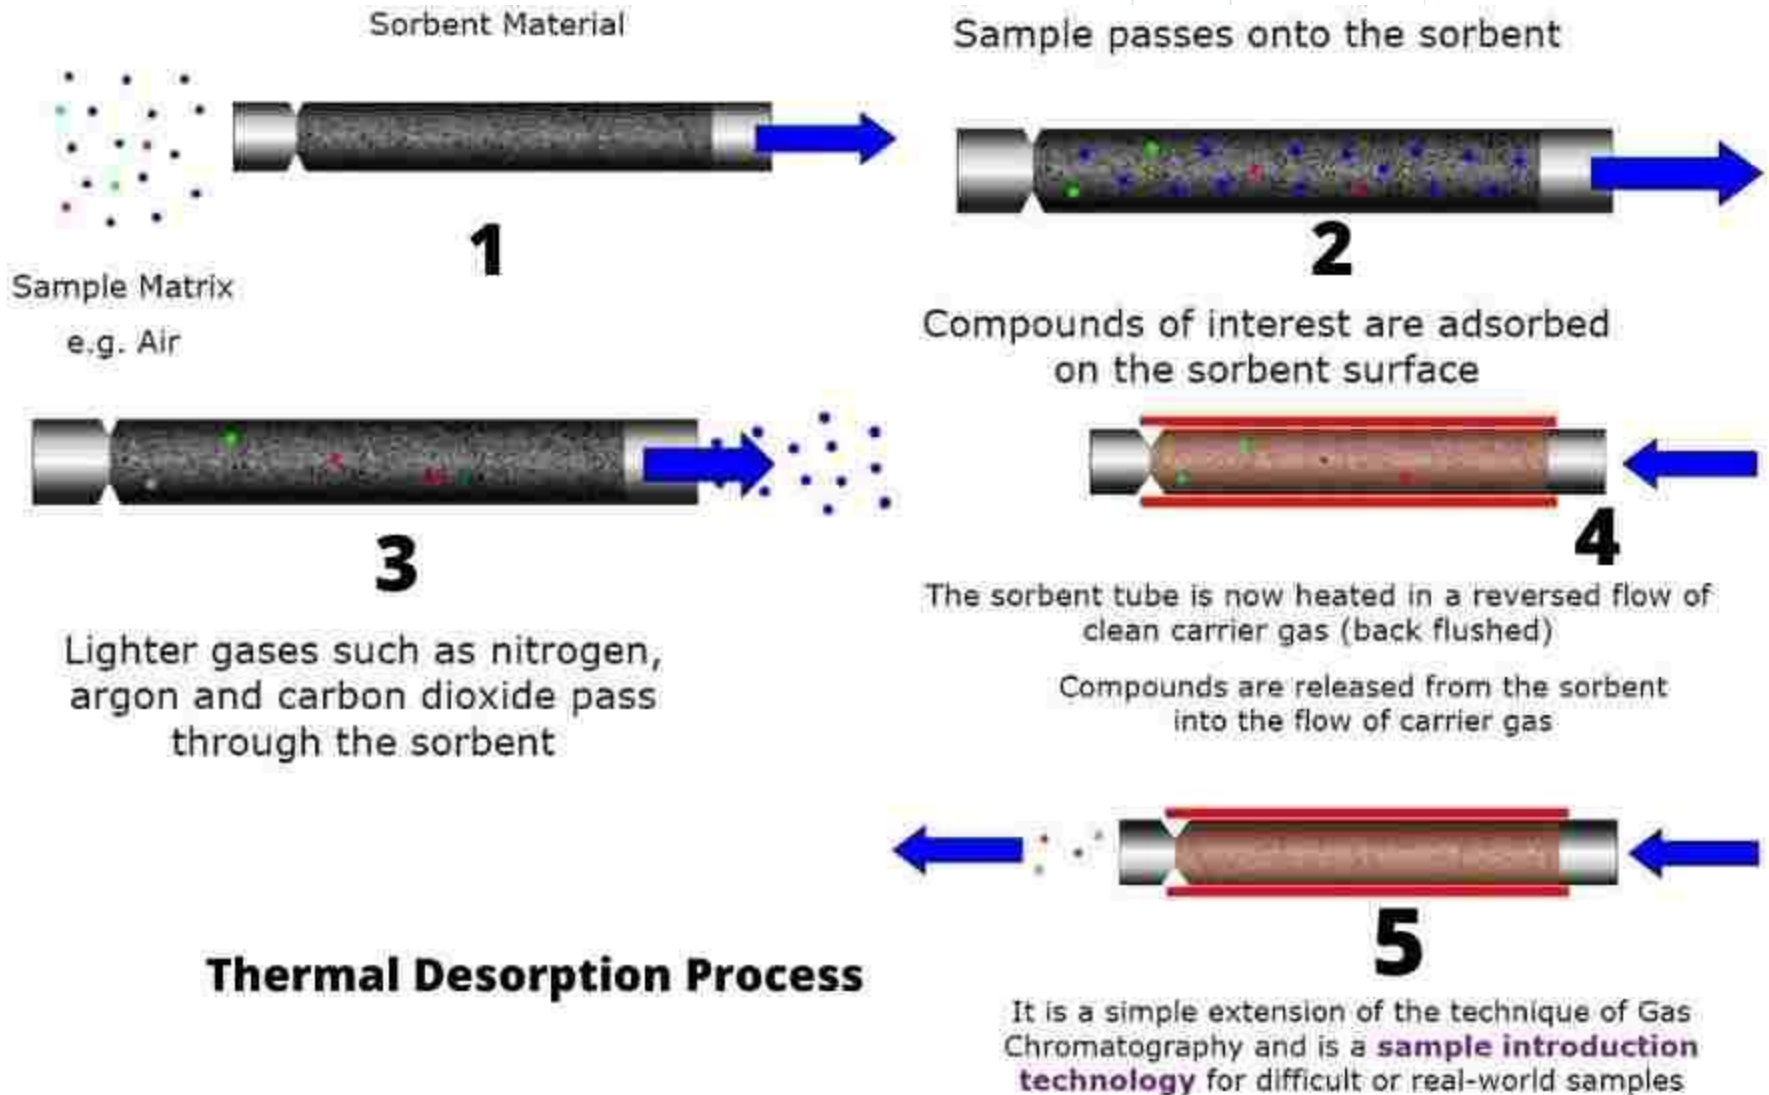 Sorbent Material
Sample Matrix
e.g. Air
1
Sample passes onto the sorbent
2
Compounds of interest are adsorbed
on the sorbent surface
3
Lighter gases such as nitrogen,
argon and carbon dioxide pass
through the sorbent
4
The sorbent tube is now heated in a reversed flow of
clean carrier gas (back flushed)
Compounds are released from the sorbent
into the flow of carrier gas
5
It is a simple extension of the technique of Gas
Chromatography and is a sample introduction
technology for difficult or real-world samples
Thermal Desorption Process